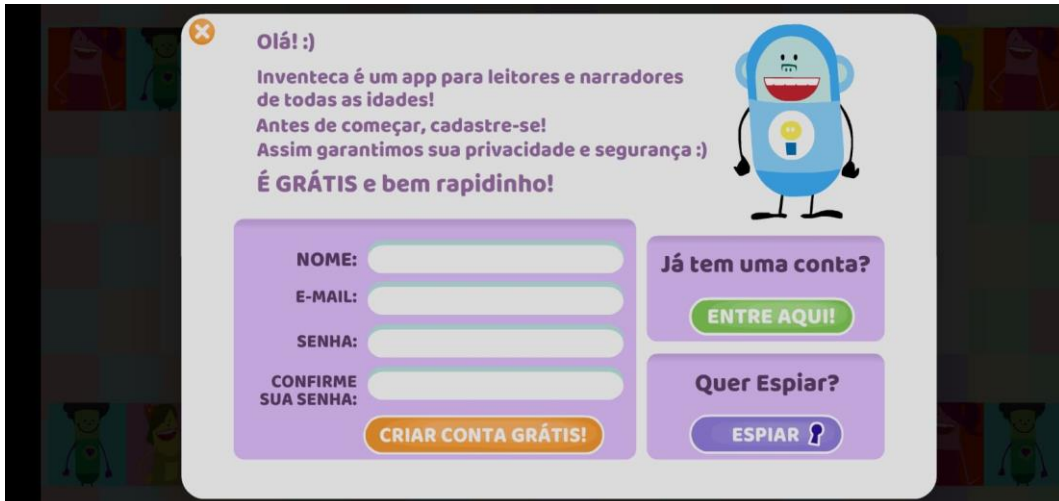 Olá! :)
Inventeca é um app para leitores e narradores
de todas as idades!
Antes de começar, cadastre-se!
Assim garantimos sua privacidade e segurança :)
É GRÁTIS e bem rapidinho!
NOME:
E-MAIL:
SENHA:
CONFIRME
SUA SENHA:
CRIAR CONTA GRÁTIS!
Já tem uma conta?
ENTRE AQUI!
Quer Espiar?
ESPIAR